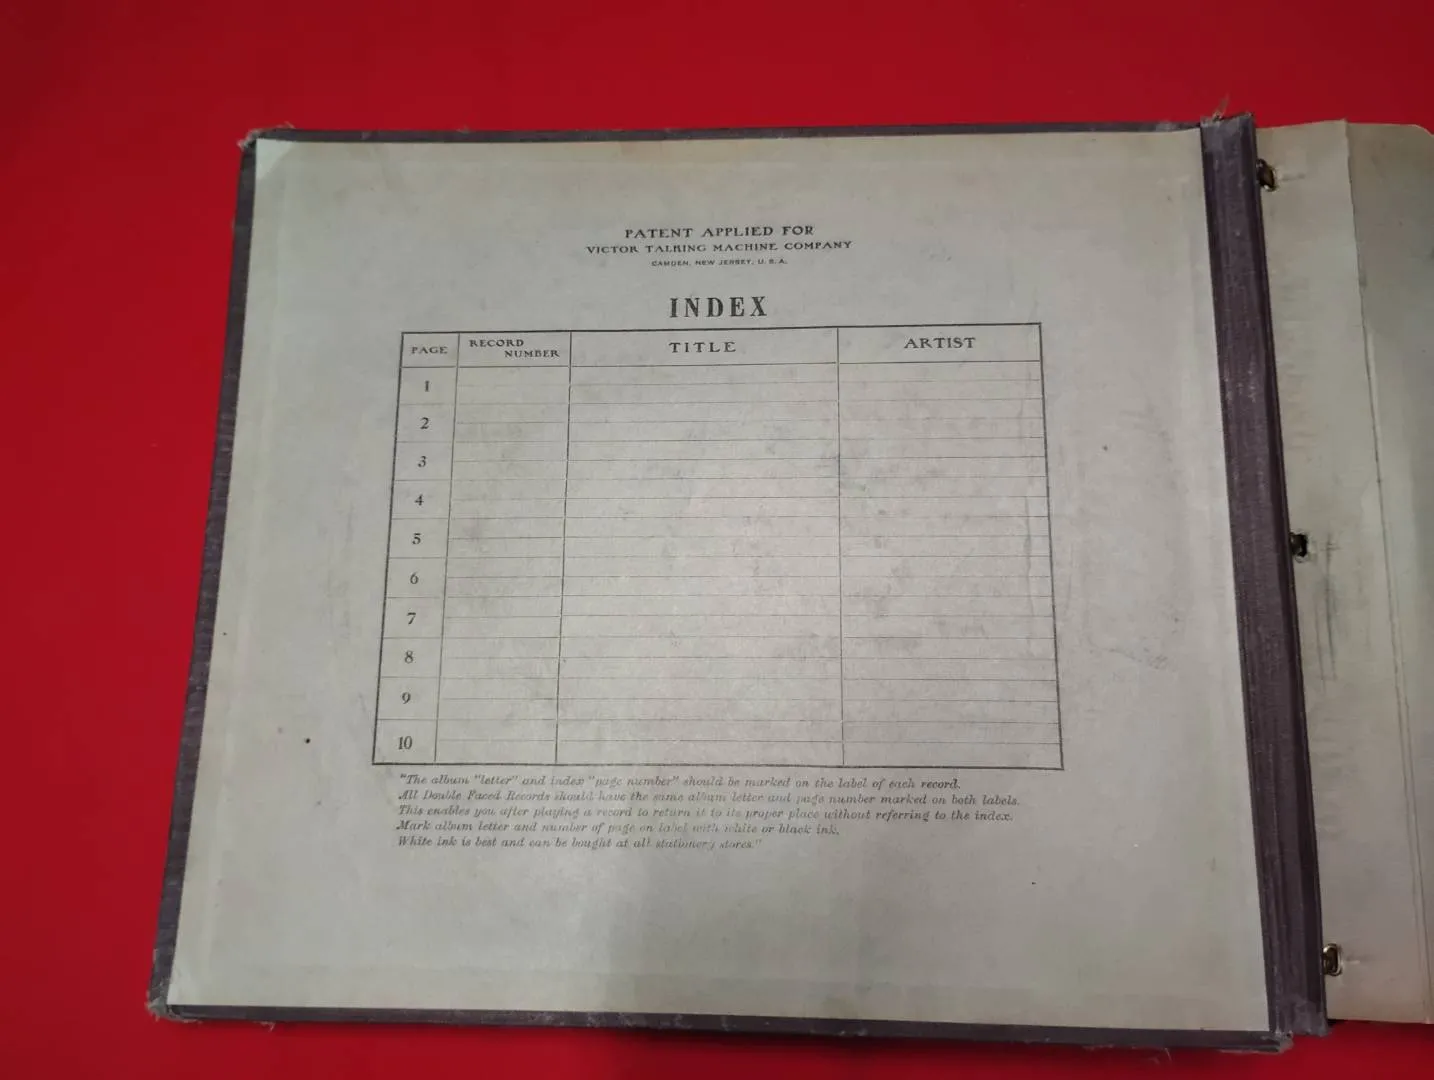 PATENT APPLIED FOR
VICTOR TALKING MACHINE COMPANY
CAMDEN, NEW JERSEY, U. S. A.
INDEX
PAGE RECORD NUMBER TITLE ARTIST
1
2
3
4
5
6
7
8
9
10
"The album "letter" and index "page number" should be marked on the label of each record.
All Double Faced Records should have the same album letter and page number marked on both labels.
This enables you after playing a record to return it to its proper place without referring to the index.
Mark album letter and number of page on label with white or black ink.
White ink is best and can be bought at all stationery stores."